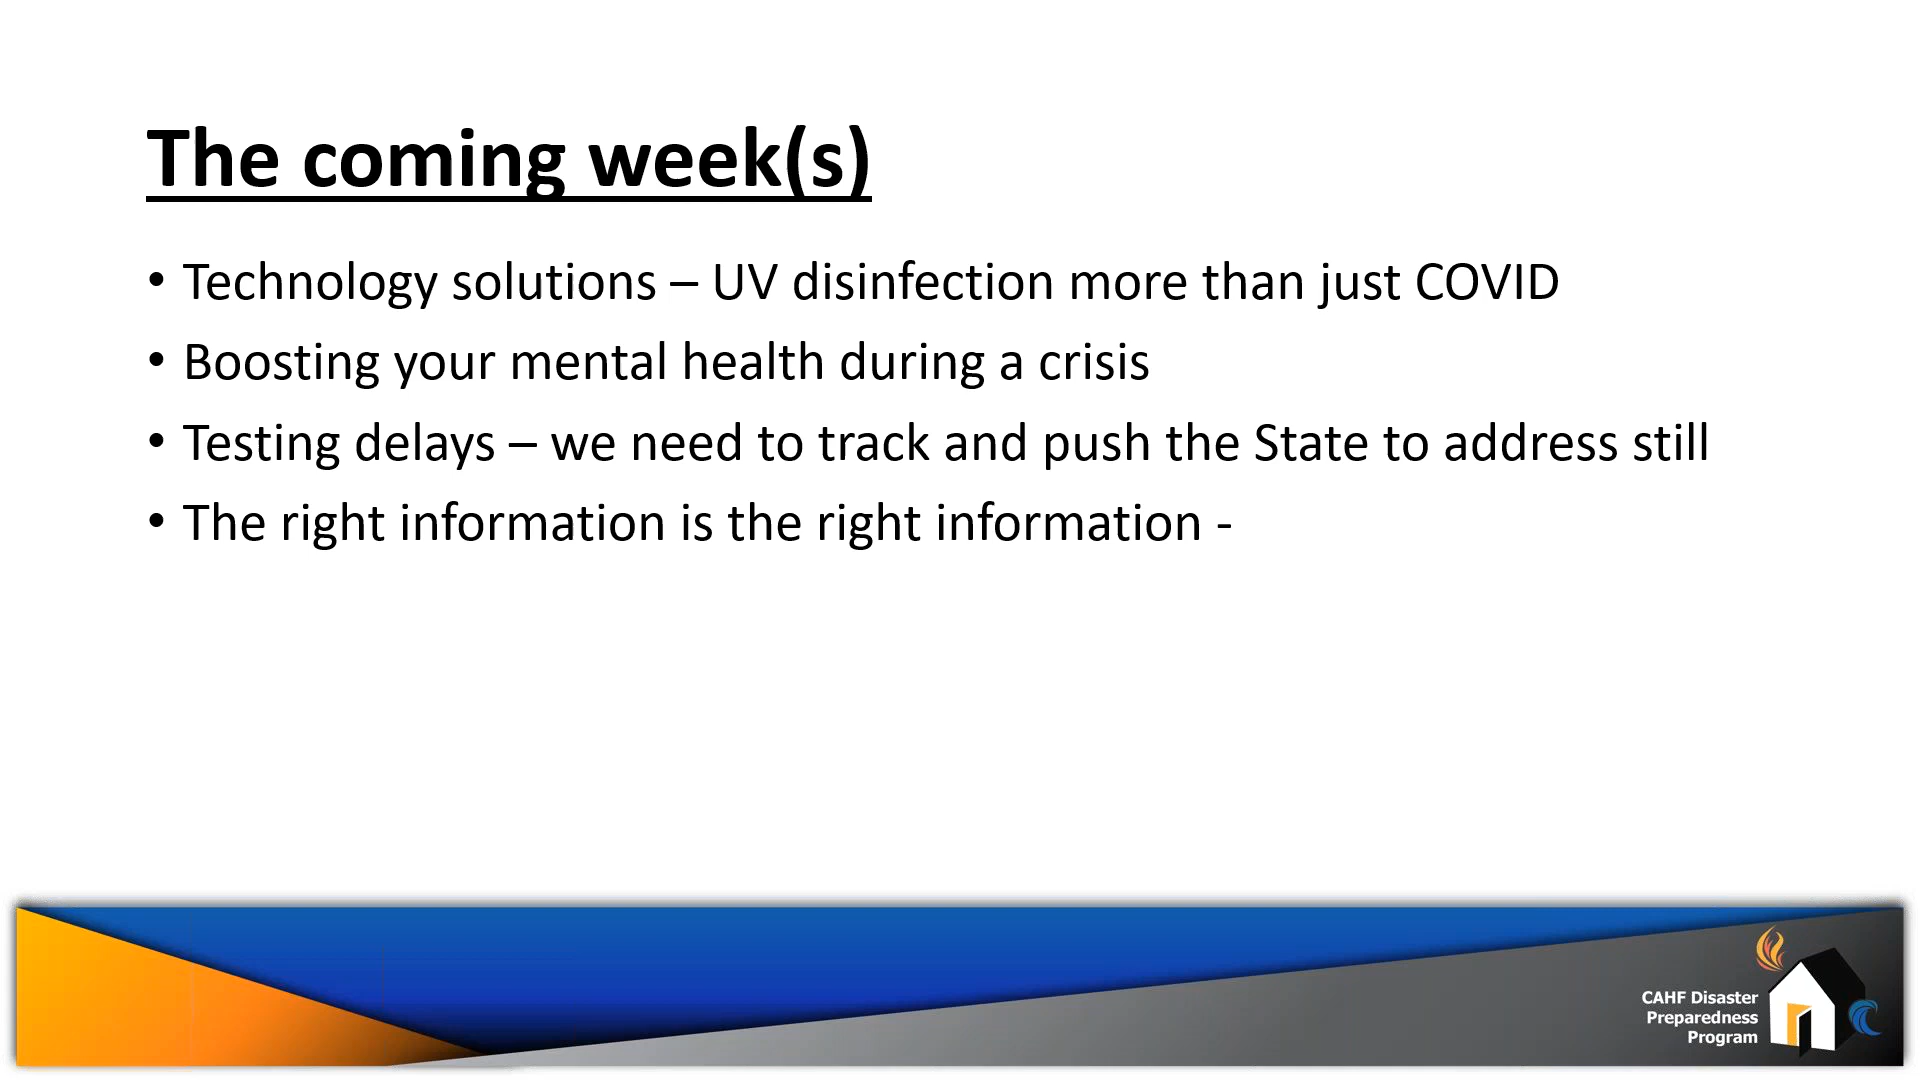 The coming week(s)
• Technology solutions – UV disinfection more than just COVID
• Boosting your mental health during a crisis
• Testing delays – we need to track and push the State to address still
• The right information is the right information -
CAHF Disaster
Preparedness
Program